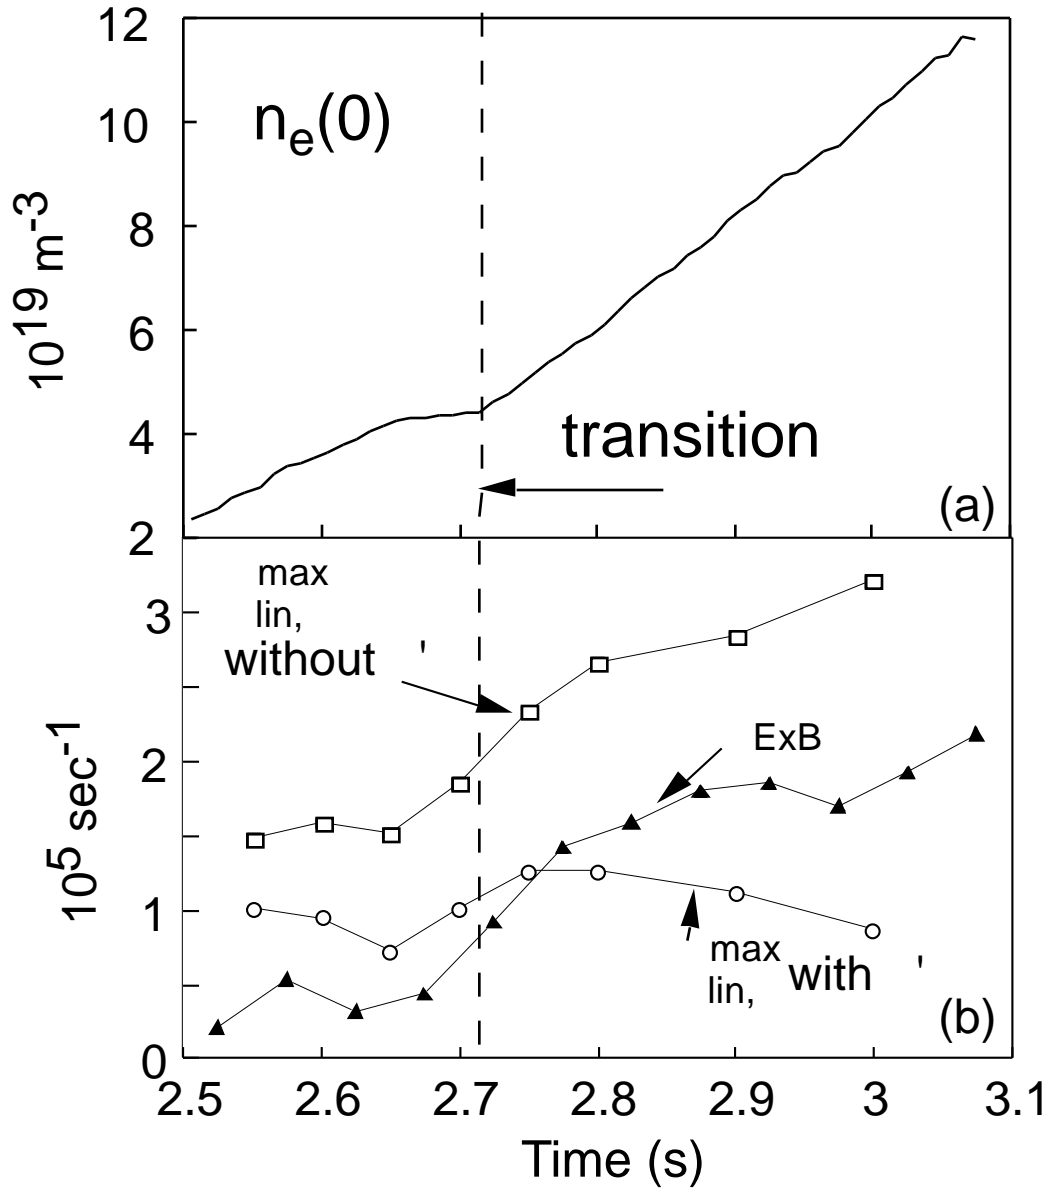 12
10
8
6
4
2
10^19 m^-3
n_e(0)
transition
(a)
3
2
1
0
10^5 sec^-1
max
lin,
without '
ExB
max
lin, with '
(b)
2.5 2.6 2.7 2.8 2.9 3 3.1
Time (s)